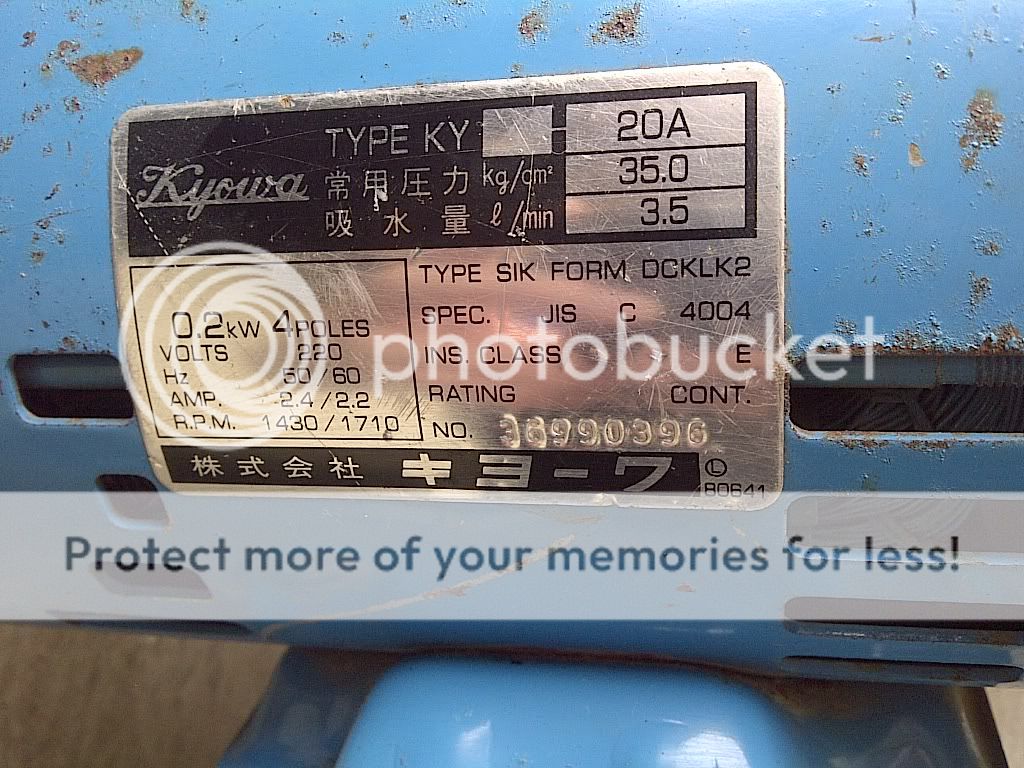 TYPE KY - 20A
Kyowa
常用圧力 kg/cm² 35.0
吸水量 ℓ/min 3.5
0.2kW 4POLES
VOLTS 220
Hz 50/60
AMP. 2.4/2.2
R.P.M. 1430/1710
TYPE SIK FORM DCKLK2
SPEC. JIS C 4004
INS. CLASS E
RATING CONT.
NO. 38990396
株式会社 キョーワ
Ⓛ
80641
photobucket
Protect more of your memories for less!